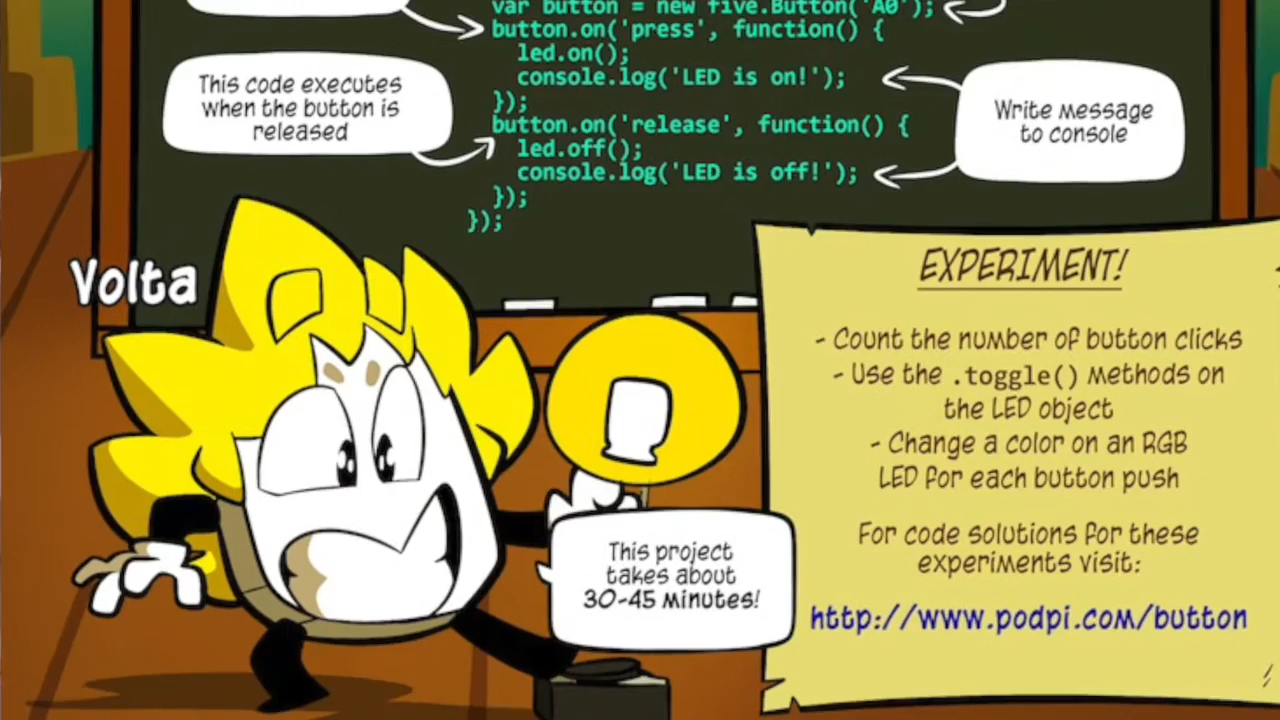 var button = new five.Button('A0');
button.on('press', function() {
led.on();
console.log('LED is on!');
});
button.on('release', function() {
led.off();
console.log('LED is off!');
});
});
This code executes
when the button is
released
Write message
to console
Volta
This project
takes about
30-45 minutes!
EXPERIMENT!
- Count the number of button clicks
- Use the .toggle() methods on
the LED object
- Change a color on an RGB
LED for each button push
For code solutions for these
experiments visit:
http://www.podpi.com/button